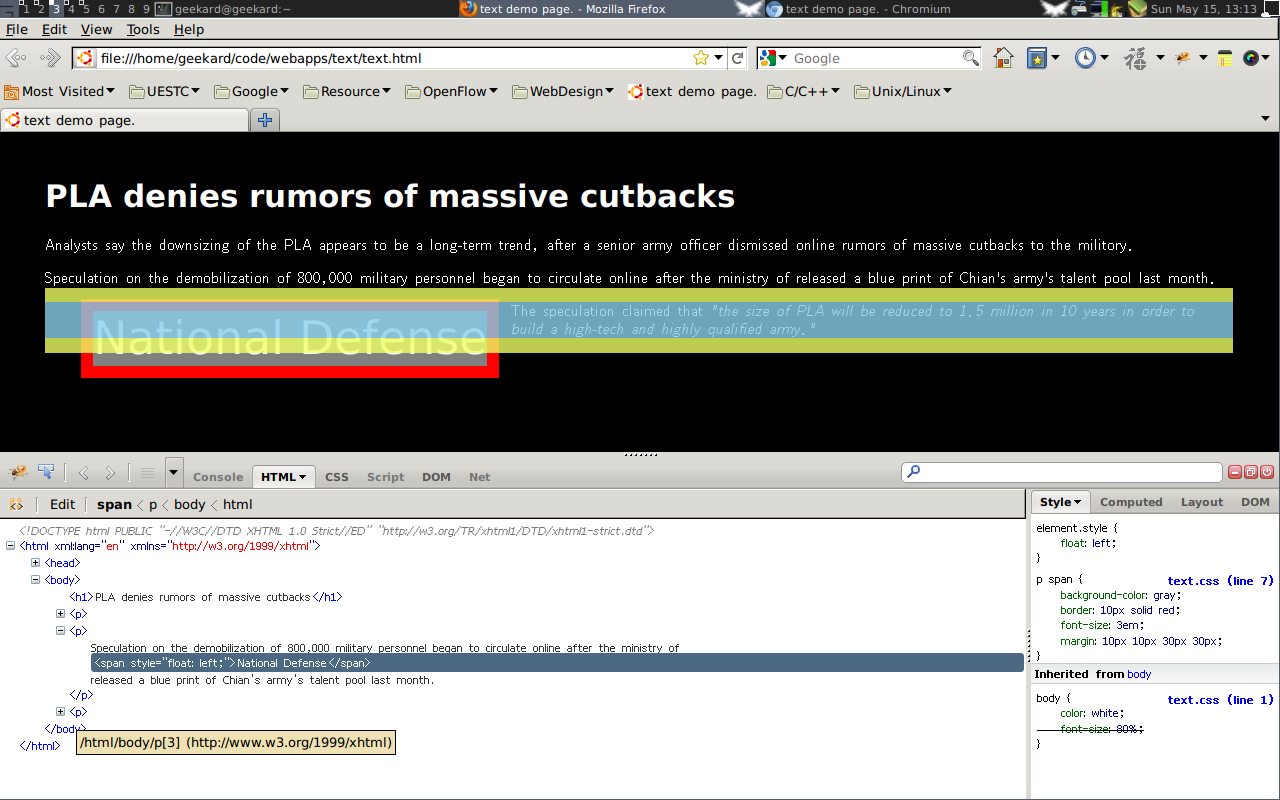 1 2 3 4 5 6 7 8 9 geekard@geekard:~ text demo page. - Mozilla Firefox text demo page. - Chromium Sun May 15, 13:13
File Edit View Tools Help
file:///home/geekard/code/webapps/text/text.html Google 福
Most Visited UESTC Google Resource OpenFlow WebDesign text demo page. C/C++ Unix/Linux
text demo page.
PLA denies rumors of massive cutbacks
Analysts say the downsizing of the PLA appears to be a long-term trend, after a senior army officer dismissed online rumors of massive cutbacks to the military.
Speculation on the demobilization of 800,000 military personnel began to circulate online after the ministry of released a blue print of Chian's army's talent pool last month.
National Defense
The speculation claimed that "the size of PLA will be reduced to 1.5 million in 10 years in order to
build a high-tech and highly qualified army."
Console HTML CSS Script DOM Net
Edit span < p < body < html
<!DOCTYPE html PUBLIC "-//W3C//DTD XHTML 1.0 Strict//ED" "http://w3.org/TR/xhtml1/DTD/xhtml1-strict.dtd">
<html xml:lang="en" xmlns="http://w3.org/1999/xhtml">
<head>
<body>
<h1>PLA denies rumors of massive cutbacks</h1>
<p>
<p>
Speculation on the demobilization of 800,000 military personnel began to circulate online after the ministry of
<span style="float: left;">National Defense</span>
released a blue print of Chian's army's talent pool last month.
</p>
<p>
</body>
</html>
/html/body/p[3] (http://www.w3.org/1999/xhtml)
Style Computed Layout DOM
element.style {
float: left;
}
p span { text.css (line 7)
background-color: gray;
border: 10px solid red;
font-size: 3em;
margin: 10px 10px 30px 30px;
}
Inherited from body
body { text.css (line 1)
color: white;
font-size: 80%;
}